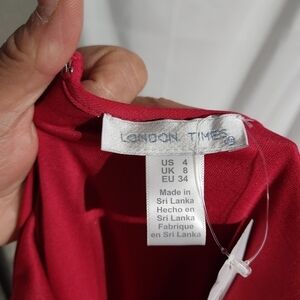 LONDON TIMES
US 4
UK 8
EU 34
Made in
Sri Lanka
Hecho en
Sri Lanka
Fabrique
en Sri Lanka